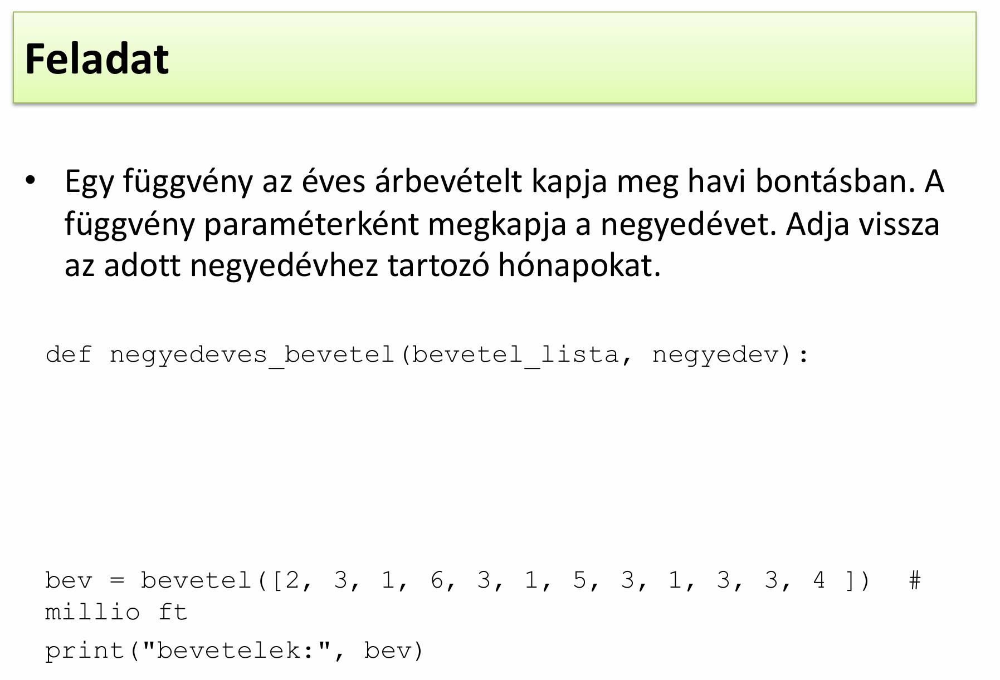 Feladat
• Egy függvény az éves árbevételt kapja meg havi bontásban. A
függvény paraméterként megkapja a negyedévet. Adja vissza
az adott negyedévhez tartozó hónapokat.
def negyedeves_bevetel(bevetel_lista, negyedev):
bev = bevetel([2, 3, 1, 6, 3, 1, 5, 3, 1, 3, 3, 4 ])  #
millio ft
print("bevetelek:", bev)